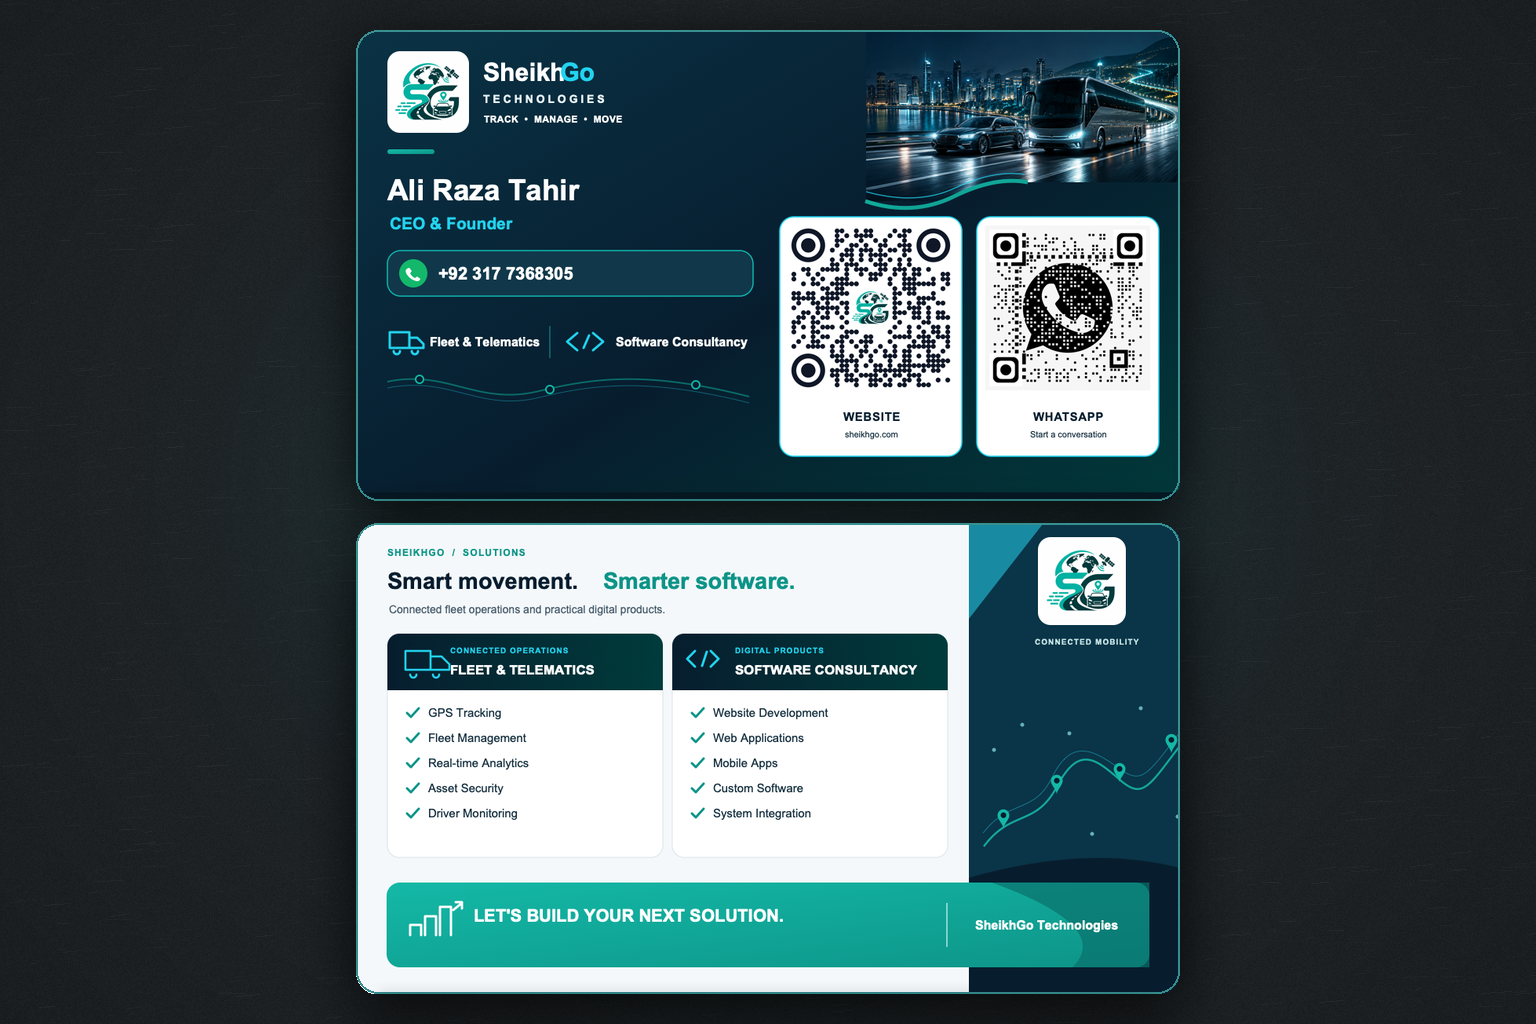 SheikhGo
TECHNOLOGIES
TRACK • MANAGE • MOVE
Ali Raza Tahir
CEO & Founder
+92 317 7368305
Fleet & Telematics
Software Consultancy
WEBSITE
sheikhgo.com
WHATSAPP
Start a conversation
SHEIKHGO / SOLUTIONS
Smart movement. Smarter software.
Connected fleet operations and practical digital products.
CONNECTED OPERATIONS
FLEET & TELEMATICS
GPS Tracking
Fleet Management
Real-time Analytics
Asset Security
Driver Monitoring
DIGITAL PRODUCTS
SOFTWARE CONSULTANCY
Website Development
Web Applications
Mobile Apps
Custom Software
System Integration
SG
CONNECTED MOBILITY
LET'S BUILD YOUR NEXT SOLUTION.
SheikhGo Technologies